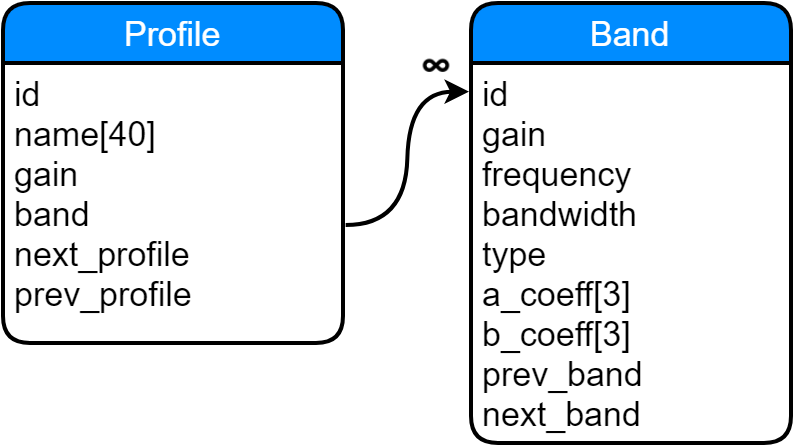 Profile
id
name[40]
gain
band
next_profile
prev_profile
∞
Band
id
gain
frequency
bandwidth
type
a_coeff[3]
b_coeff[3]
prev_band
next_band